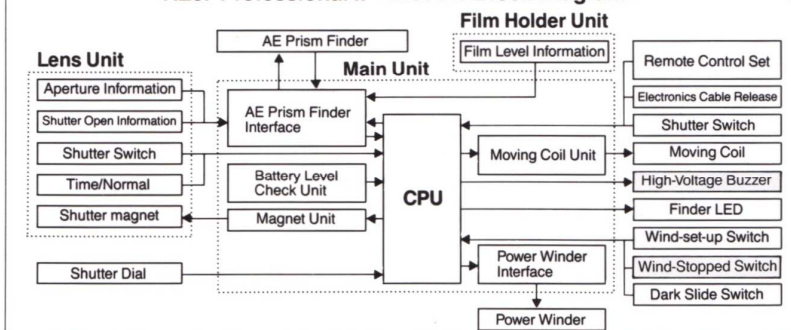 Film Holder Unit
AE Prism Finder
Film Level Information
Lens Unit
Main Unit
Aperture Information
Shutter Open Information
Shutter Switch
Time/Normal
Shutter magnet
Shutter Dial
AE Prism Finder
Interface
Battery Level
Check Unit
Magnet Unit
CPU
Moving Coil Unit
Power Winder
Interface
Power Winder
Remote Control Set
Electronics Cable Release
Shutter Switch
Moving Coil
High-Voltage Buzzer
Finder LED
Wind-set-up Switch
Wind-Stopped Switch
Dark Slide Switch